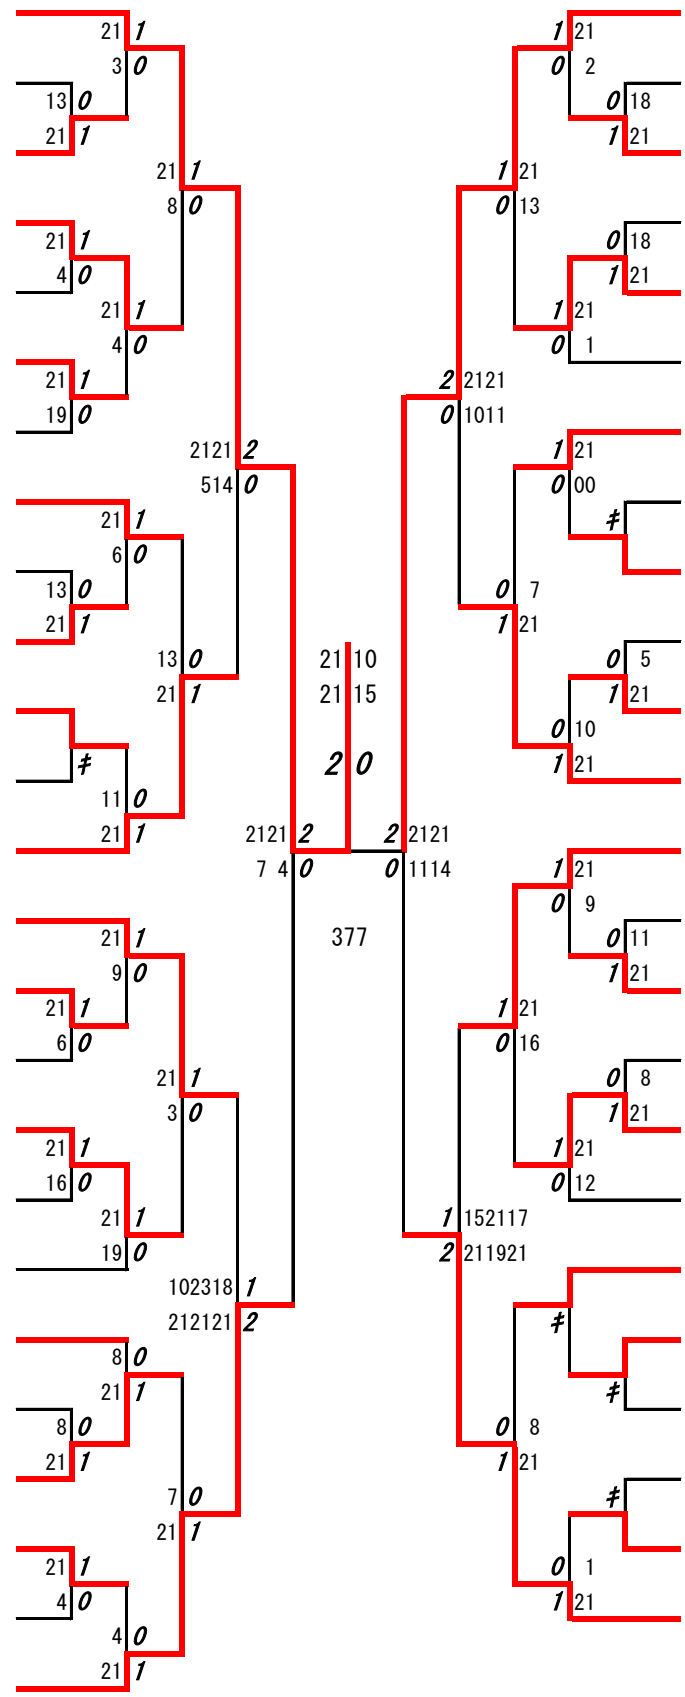 21 1 1 21
3 0 0 2
13 0 0 18
21 1 1 21
21 1 1 21
8 0 0 13
21 1 0 18
4 0 1 21
21 1 1 21
4 0 0 1
21 1 2 2121
19 0 0 1011
2121 2 1 21
514 0 0 00
21 1 ≠
6 0
13 0 0 7
21 1 1 21
13 0 21 10 0 5
21 1 21 15 1 21
0 10
≠ 2 0 1 21
11 0
21 1 2121 2 2 2121
7 4 0 0 1114
1 21
0 9
21 1 377 0 11
9 0 1 21
21 1 1 21
6 0 0 16
21 1 0 8
3 0 1 21
21 1 1 21
16 0 0 12
21 1 1 152117
19 0 2 211921
102318 1
212121 2 ≠
8 0
21 1 ≠
8 0 0 8
21 1 1 21
7 0 ≠
21 1
21 1 0 1
4 0 1 21
4 0
21 1